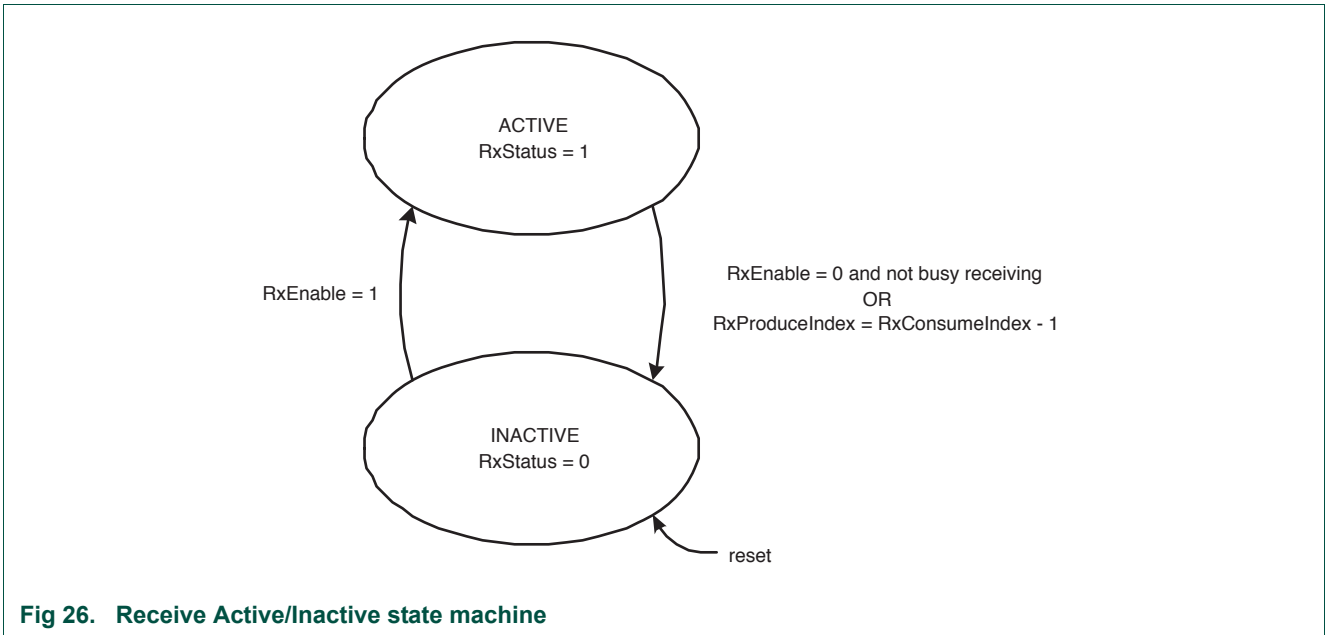 ACTIVE
RxStatus = 1
RxEnable = 1
RxEnable = 0 and not busy receiving
OR
RxProduceIndex = RxConsumeIndex - 1
INACTIVE
RxStatus = 0
reset
Fig 26. Receive Active/Inactive state machine